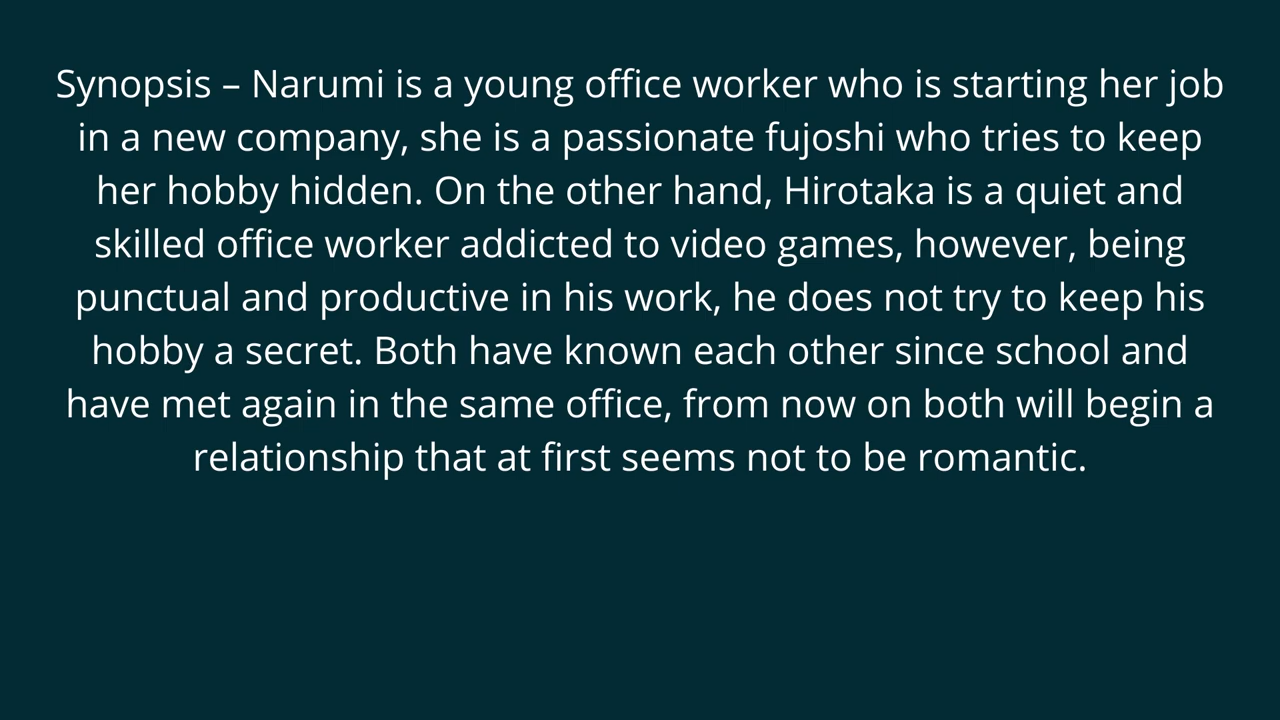 Synopsis – Narumi is a young office worker who is starting her job
in a new company, she is a passionate fujoshi who tries to keep
her hobby hidden. On the other hand, Hirotaka is a quiet and
skilled office worker addicted to video games, however, being
punctual and productive in his work, he does not try to keep his
hobby a secret. Both have known each other since school and
have met again in the same office, from now on both will begin a
relationship that at first seems not to be romantic.